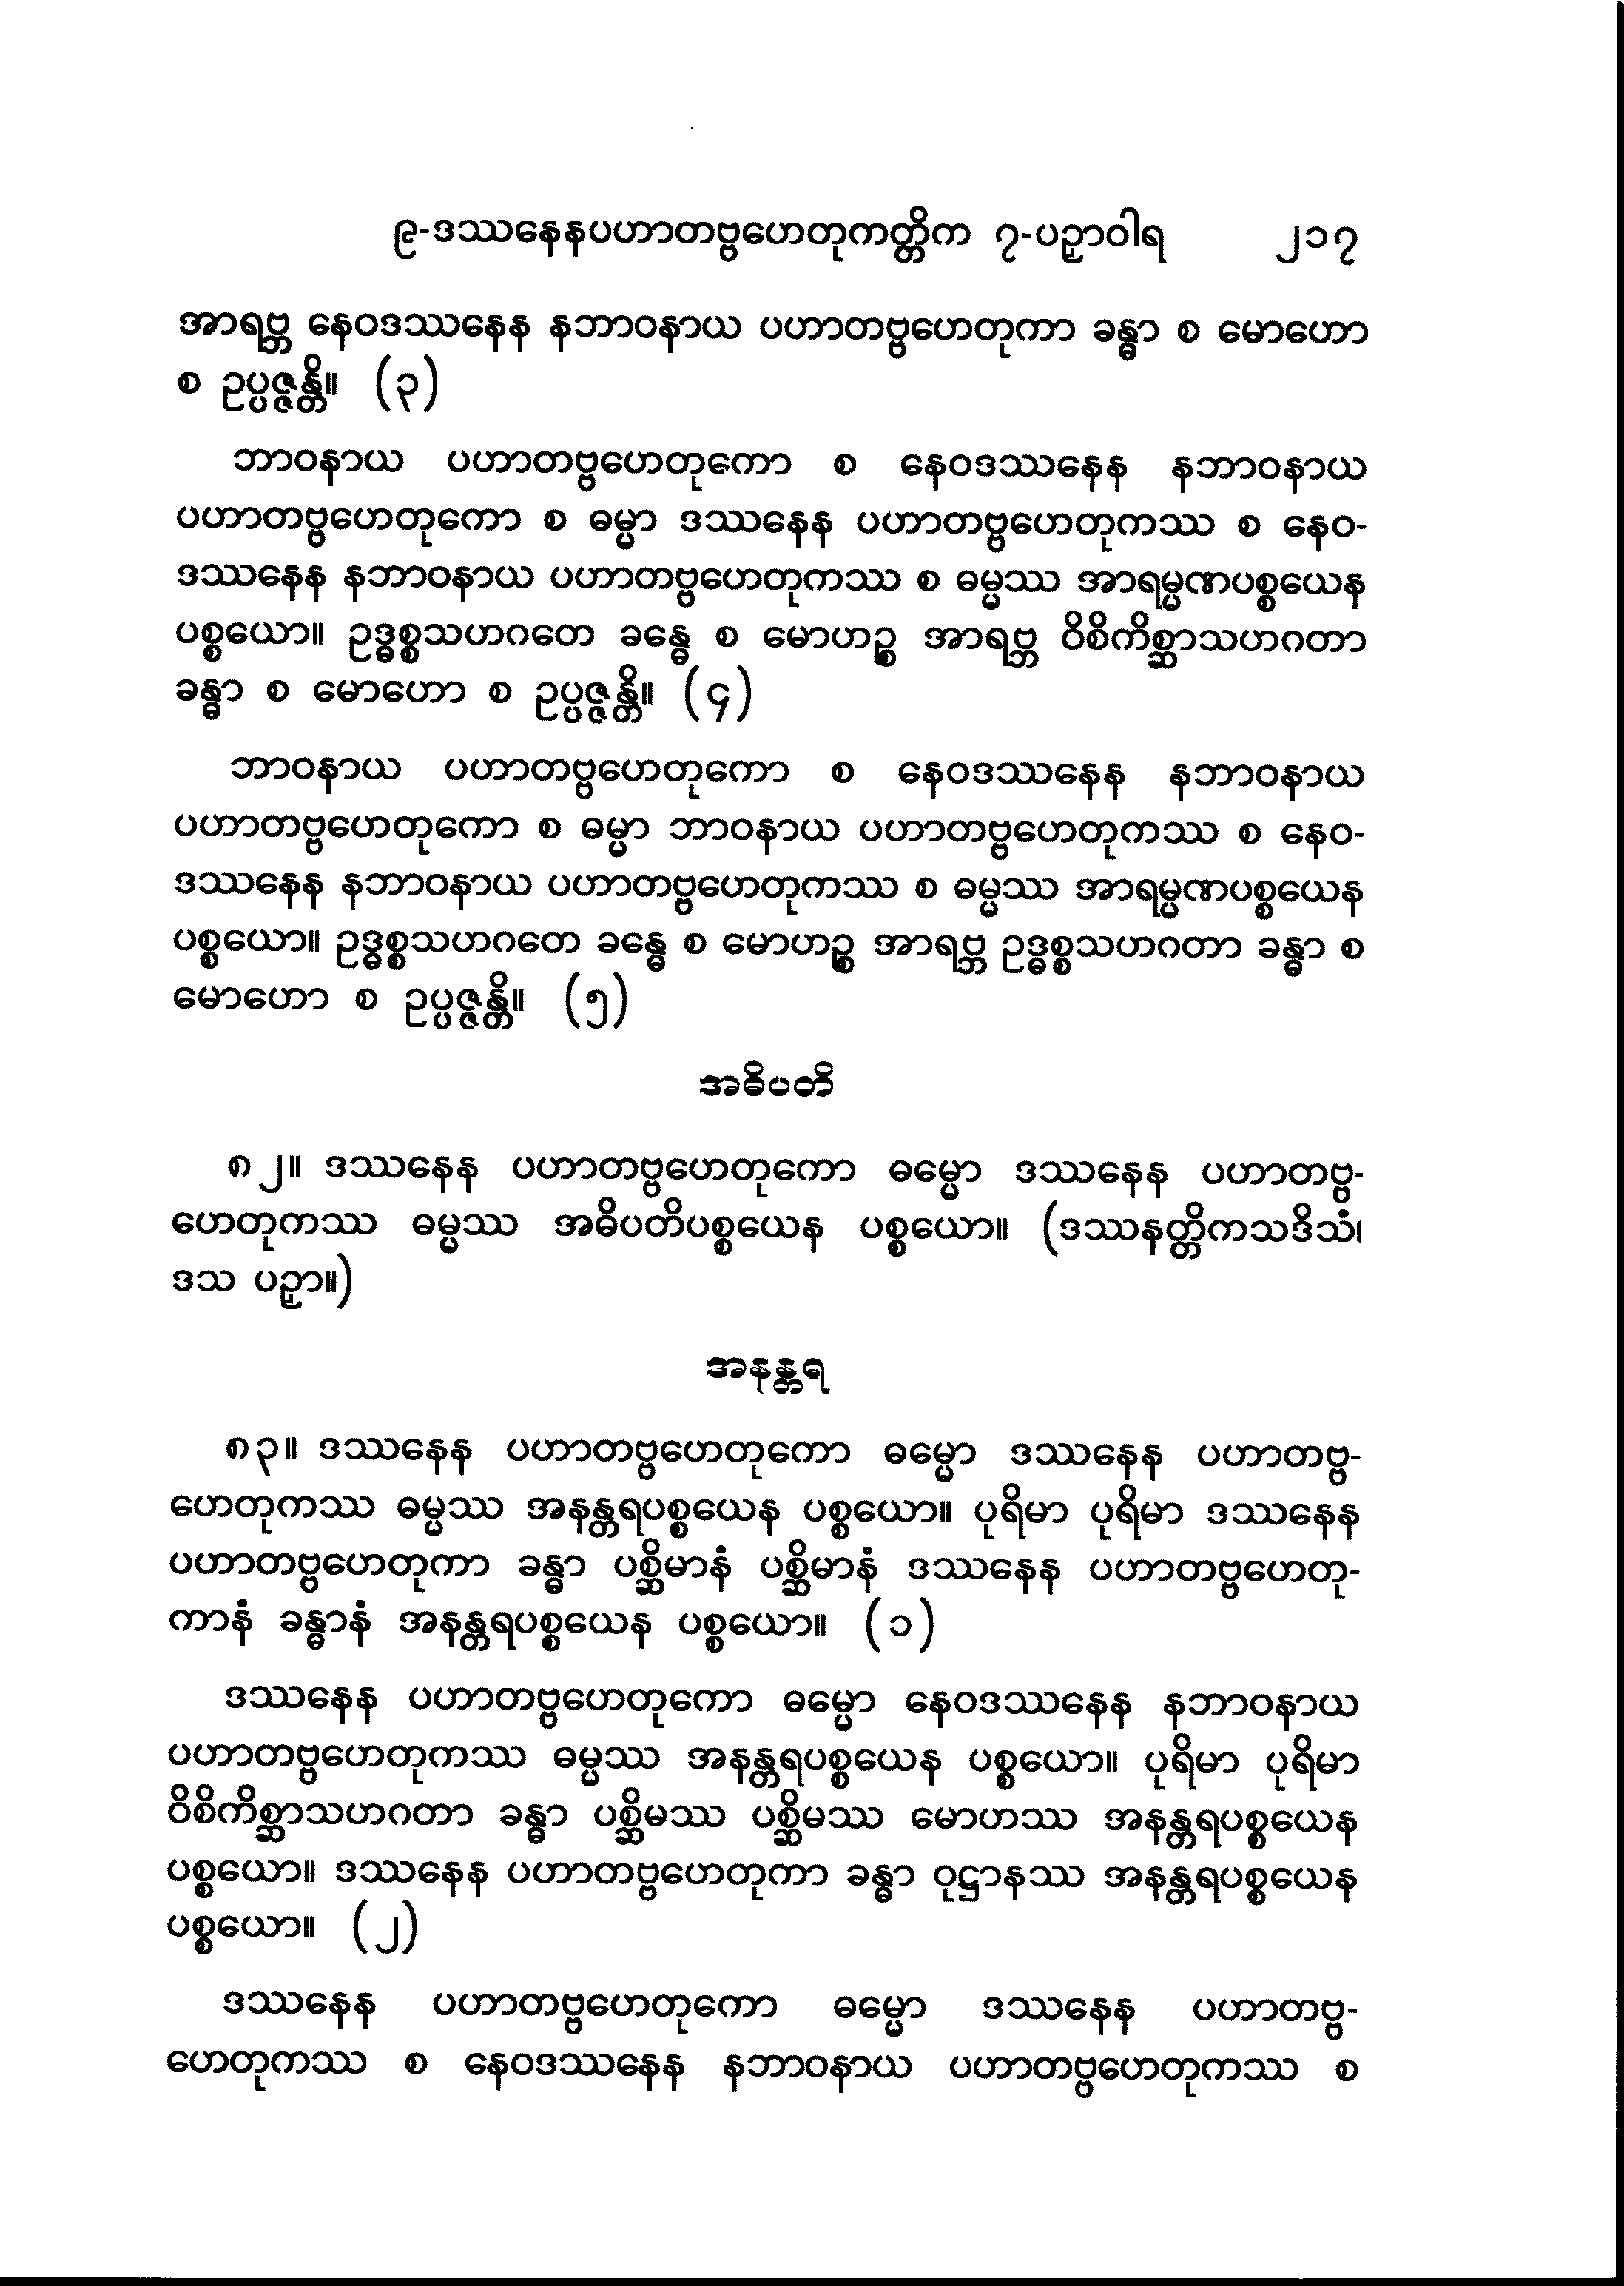 ၉-ဒဿနေနပဟာတဗ္ဗဟေတုကတ္တိက ၇-ပဉှာဝါရ ၂၁၇
အာရဗ္ဘ နေဝဒဿနေန နဘာဝနာယ ပဟာတဗ္ဗဟေတုကာ ခန္ဓာ စ မောဟော
စ ဥပ္ပဇ္ဇန္တိ။ (၃)
ဘာဝနာယ ပဟာတဗ္ဗဟေတုကော စ နေဝဒဿနေန နဘာဝနာယ
ပဟာတဗ္ဗဟေတုကော စ ဓမ္မာ ဒဿနေန ပဟာတဗ္ဗဟေတုကဿ စ နေဝ-
ဒဿနေန နဘာဝနာယ ပဟာတဗ္ဗဟေတုကဿ စ ဓမ္မဿ အာရမ္မဏပစ္စယေန
ပစ္စယော။ ဥဒ္ဓစ္စသဟဂတေ ခန္ဓေ စ မောဟဉ္စ အာရဗ္ဘ ဝိစိကိစ္ဆာသဟဂတာ
ခန္ဓာ စ မောဟော စ ဥပ္ပဇ္ဇန္တိ။ (၄)
ဘာဝနာယ ပဟာတဗ္ဗဟေတုကော စ နေဝဒဿနေန နဘာဝနာယ
ပဟာတဗ္ဗဟေတုကော စ ဓမ္မာ ဘာဝနာယ ပဟာတဗ္ဗဟေတုကဿ စ နေဝ-
ဒဿနေန နဘာဝနာယ ပဟာတဗ္ဗဟေတုကဿ စ ဓမ္မဿ အာရမ္မဏပစ္စယေန
ပစ္စယော။ ဥဒ္ဓစ္စသဟဂတေ ခန္ဓေ စ မောဟဉ္စ အာရဗ္ဘ ဥဒ္ဓစ္စသဟဂတာ ခန္ဓာ စ
မောဟော စ ဥပ္ပဇ္ဇန္တိ။ (၅)
အဓိပတိ
၈၂။ ဒဿနေန ပဟာတဗ္ဗဟေတုကော ဓမ္မော ဒဿနေန ပဟာတဗ္ဗ-
ဟေတုကဿ ဓမ္မဿ အဓိပတိပစ္စယေန ပစ္စယော။ (ဒဿနတ္တိကသဒိသံ၊
ဒသ ပဉှာ။)
အနန္တရ
၈၃။ ဒဿနေန ပဟာတဗ္ဗဟေတုကော ဓမ္မော ဒဿနေန ပဟာတဗ္ဗ-
ဟေတုကဿ ဓမ္မဿ အနန္တရပစ္စယေန ပစ္စယော။ ပုရိမာ ပုရိမာ ဒဿနေန
ပဟာတဗ္ဗဟေတုကာ ခန္ဓာ ပစ္ဆိမာနံ ပစ္ဆိမာနံ ဒဿနေန ပဟာတဗ္ဗဟေတု-
ကာနံ ခန္ဓာနံ အနန္တရပစ္စယေန ပစ္စယော။ (၁)
ဒဿနေန ပဟာတဗ္ဗဟေတုကော ဓမ္မော နေဝဒဿနေန နဘာဝနာယ
ပဟာတဗ္ဗဟေတုကဿ ဓမ္မဿ အနန္တရပစ္စယေန ပစ္စယော။ ပုရိမာ ပုရိမာ
ဝိစိကိစ္ဆာသဟဂတာ ခန္ဓာ ပစ္ဆိမဿ ပစ္ဆိမဿ မောဟဿ အနန္တရပစ္စယေန
ပစ္စယော။ ဒဿနေန ပဟာတဗ္ဗဟေတုကာ ခန္ဓာ ဝုဋ္ဌာနဿ အနန္တရပစ္စယေန
ပစ္စယော။ (၂)
ဒဿနေန ပဟာတဗ္ဗဟေတုကော ဓမ္မော ဒဿနေန ပဟာတဗ္ဗ-
ဟေတုကဿ စ နေဝဒဿနေန နဘာဝနာယ ပဟာတဗ္ဗဟေတုကဿ စ